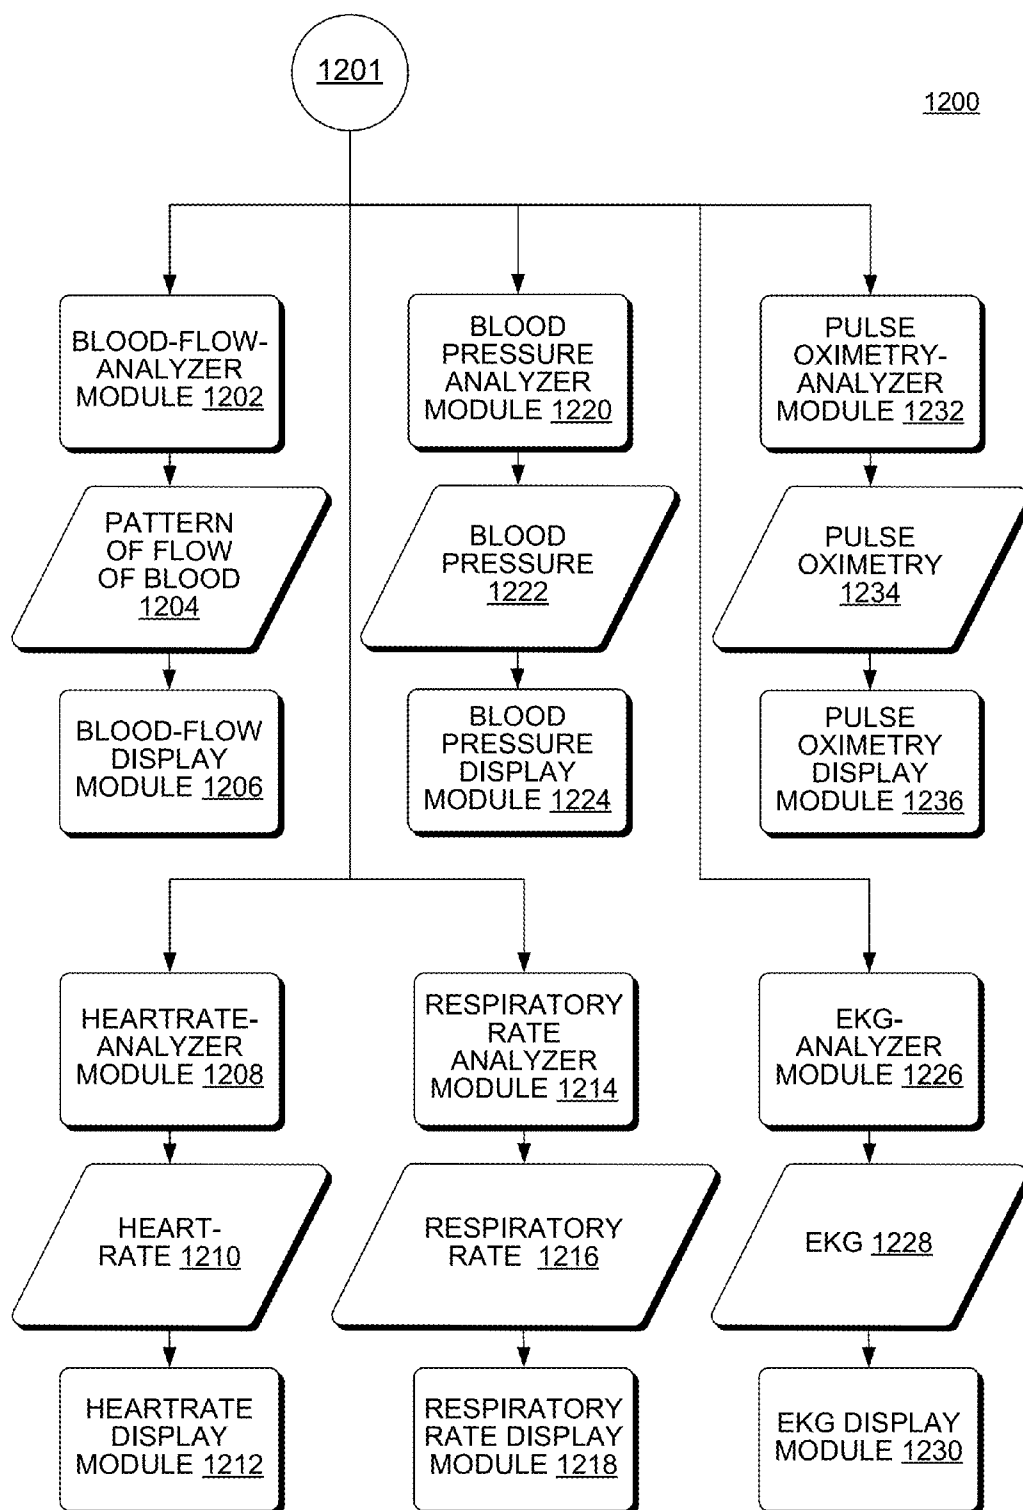 1201
1200
BLOOD-FLOW-
ANALYZER
MODULE 1202
BLOOD
PRESSURE
ANALYZER
MODULE 1220
PULSE
OXIMETRY-
ANALYZER
MODULE 1232
PATTERN
OF FLOW
OF BLOOD
1204
BLOOD
PRESSURE
1222
PULSE
OXIMETRY
1234
BLOOD-FLOW
DISPLAY
MODULE 1206
BLOOD
PRESSURE
DISPLAY
MODULE 1224
PULSE
OXIMETRY
DISPLAY
MODULE 1236
HEARTRATE-
ANALYZER
MODULE 1208
RESPIRATORY
RATE
ANALYZER
MODULE 1214
EKG-
ANALYZER
MODULE 1226
HEART-
RATE 1210
RESPIRATORY
RATE 1216
EKG 1228
HEARTRATE
DISPLAY
MODULE 1212
RESPIRATORY
RATE DISPLAY
MODULE 1218
EKG DISPLAY
MODULE 1230